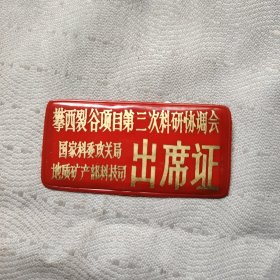 攀西裂谷项目第三次科研协调会
国家科委攻关局
地质矿产部科技司
出席证